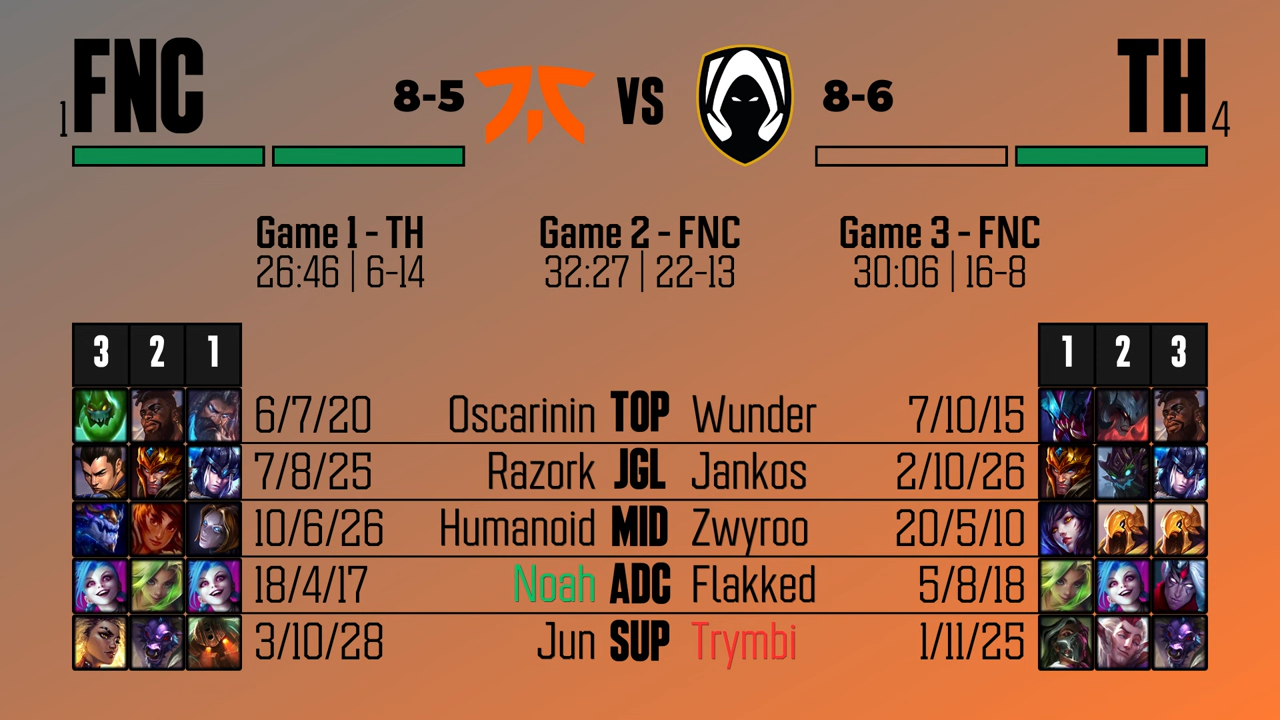 1 FNC 8-5 VS 8-6 TH 4
Game 1 - TH Game 2 - FNC Game 3 - FNC
26:46 | 6-14 32:27 | 22-13 30:06 | 16-8
3 2 1 1 2 3
6/7/20 Oscarinin TOP Wunder 7/10/15
7/8/25 Razork JGL Jankos 2/10/26
10/6/26 Humanoid MID Zwyroo 20/5/10
18/4/17 Noah ADC Flakked 5/8/18
3/10/28 Jun SUP Trymbi 1/11/25